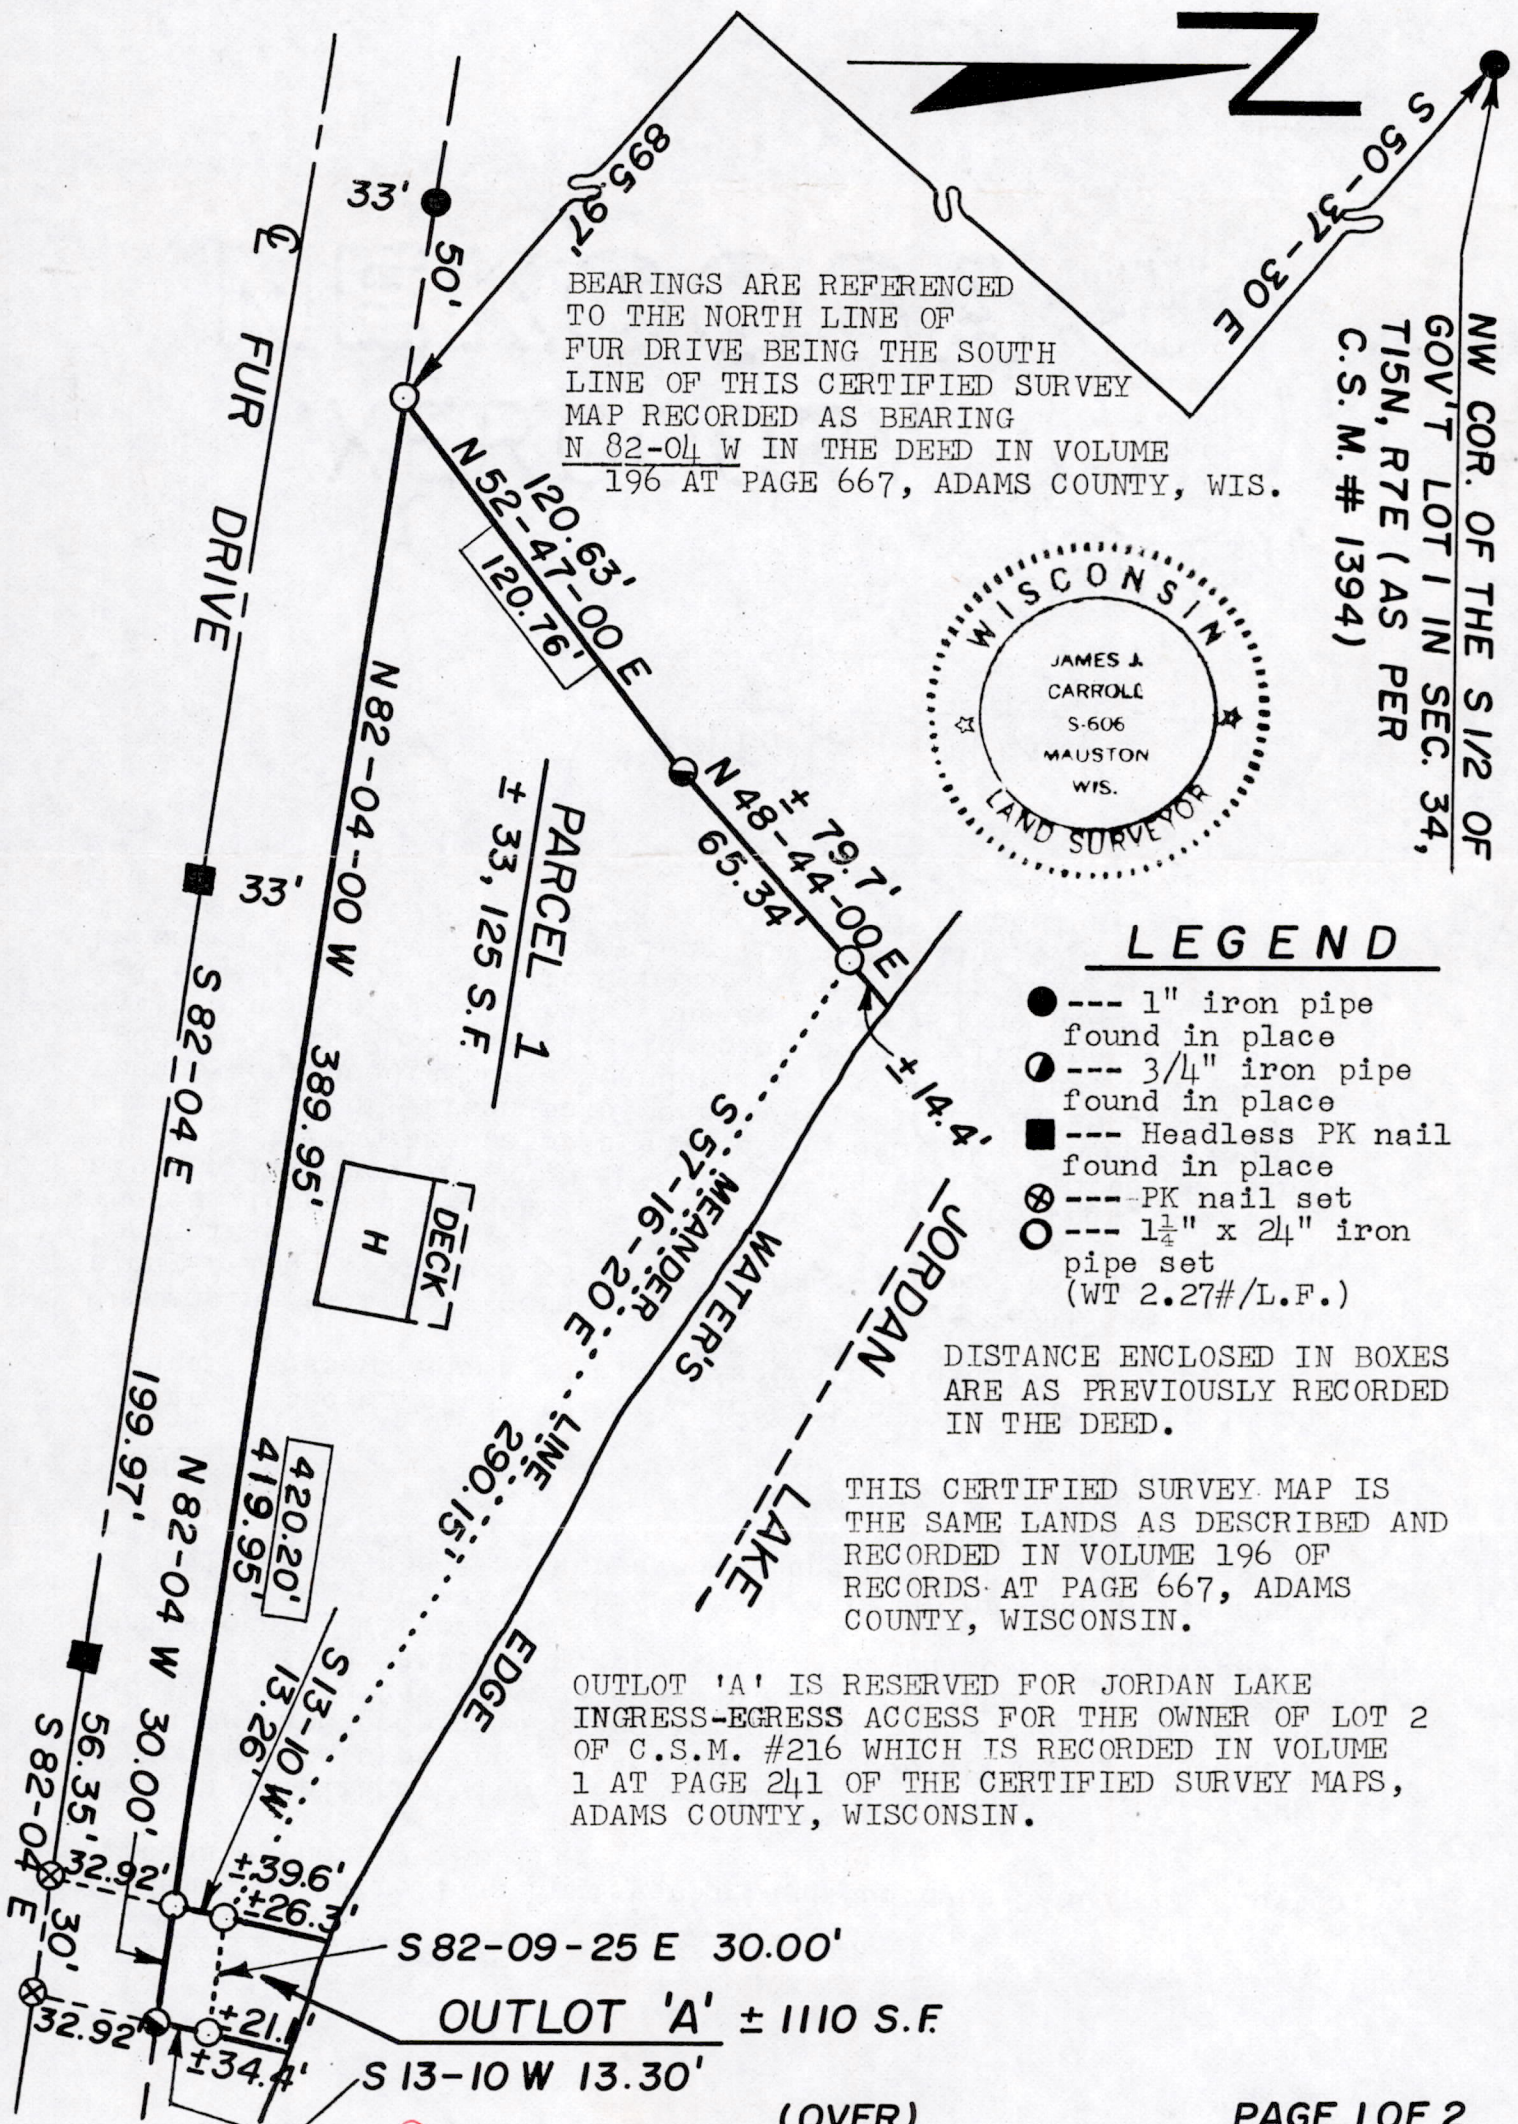 N
S 50-37-30 E
895.97'
NW COR. OF THE S 1/2 OF
GOV'T LOT 1 IN SEC. 34,
T15N, R7E (AS PER
C.S.M. # 1394)
33'
50'
℄ FUR DRIVE
BEARINGS ARE REFERENCED
TO THE NORTH LINE OF
FUR DRIVE BEING THE SOUTH
LINE OF THIS CERTIFIED SURVEY
MAP RECORDED AS BEARING
N 82-04 W IN THE DEED IN VOLUME
196 AT PAGE 667, ADAMS COUNTY, WIS.
120.63'
N 52-47-00 E
120.76'
WISCONSIN
JAMES J.
CARROLL
S-606
MAUSTON
WIS.
LAND SURVEYOR
± 79.7'
N 48-44-00 E
65.34'
N 82-04-00 W 389.95'
PARCEL 1
± 33,125 S.F.
33'
S 82-04 E 199.97'
LEGEND
--- 1" iron pipe
found in place
--- 3/4" iron pipe
found in place
--- Headless PK nail
found in place
--- PK nail set
--- 1¼" x 24" iron
pipe set
(WT 2.27#/L.F.)
± 14.4'
JORDAN LAKE
MEANDER LINE
S 57-16-20 E 290.15'
WATER'S EDGE
DECK
H
DISTANCE ENCLOSED IN BOXES
ARE AS PREVIOUSLY RECORDED
IN THE DEED.
420.20'
419.95'
N 82-04 W 30.00'
THIS CERTIFIED SURVEY MAP IS
THE SAME LANDS AS DESCRIBED AND
RECORDED IN VOLUME 196 OF
RECORDS AT PAGE 667, ADAMS
COUNTY, WISCONSIN.
S 13-10 W
13.26'
OUTLOT 'A' IS RESERVED FOR JORDAN LAKE
INGRESS-EGRESS ACCESS FOR THE OWNER OF LOT 2
OF C.S.M. #216 WHICH IS RECORDED IN VOLUME
1 AT PAGE 241 OF THE CERTIFIED SURVEY MAPS,
ADAMS COUNTY, WISCONSIN.
56.35'
S 82-04 E
32.92'
±39.6'
±26.3'
30'
S 82-09-25 E 30.00'
OUTLOT 'A' ± 1110 S.F.
32.92'
±21.1'
±34.4'
S 13-10 W 13.30'
(OVER)
PAGE 1 OF 2